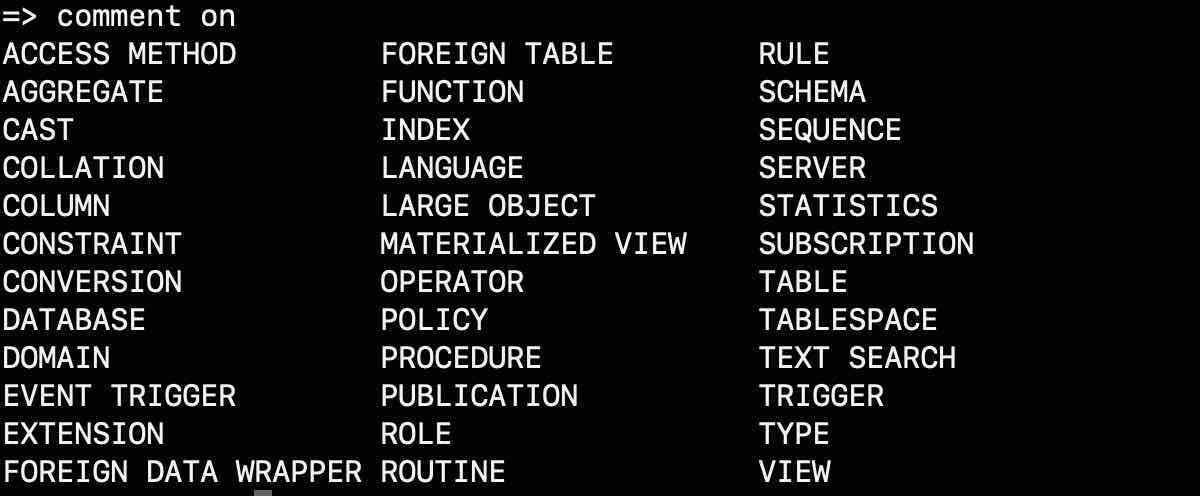 => comment on
ACCESS METHOD FOREIGN TABLE RULE
AGGREGATE FUNCTION SCHEMA
CAST INDEX SEQUENCE
COLLATION LANGUAGE SERVER
COLUMN LARGE OBJECT STATISTICS
CONSTRAINT MATERIALIZED VIEW SUBSCRIPTION
CONVERSION OPERATOR TABLE
DATABASE POLICY TABLESPACE
DOMAIN PROCEDURE TEXT SEARCH
EVENT TRIGGER PUBLICATION TRIGGER
EXTENSION ROLE TYPE
FOREIGN DATA WRAPPER ROUTINE VIEW